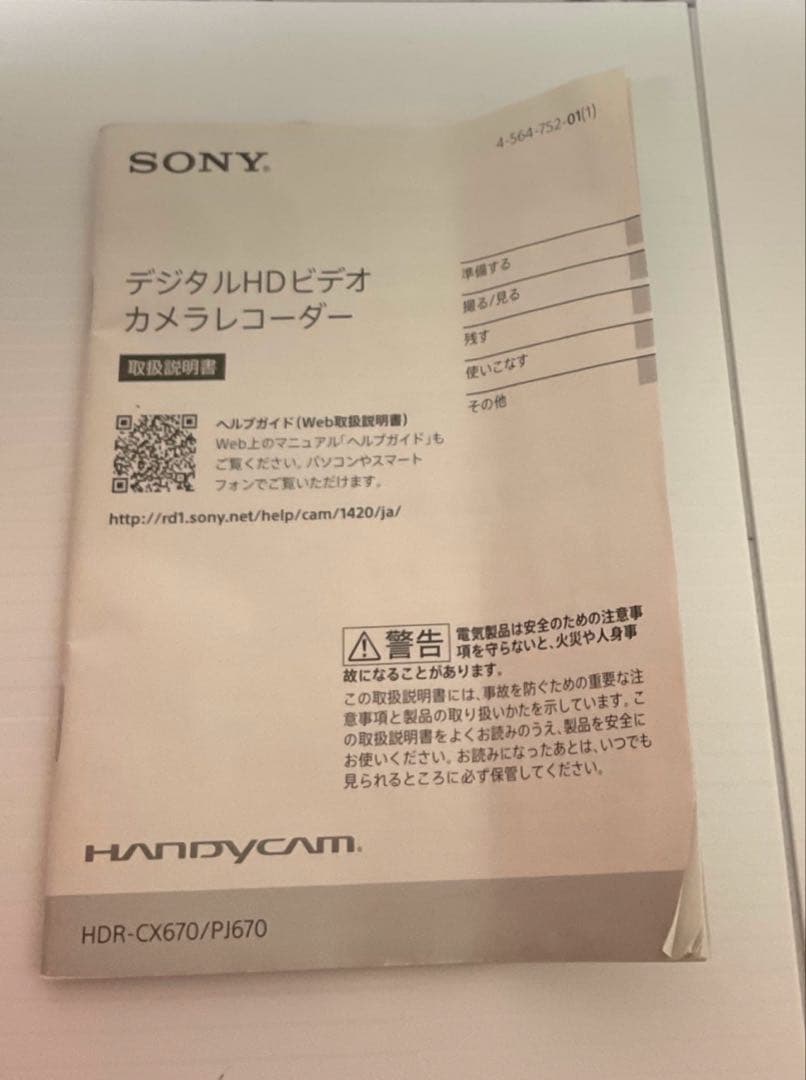 SONY®
4-564-752-01(1)
デジタルHDビデオ
カメラレコーダー
取扱説明書
準備する
撮る/見る
残す
使いこなす
その他
ヘルプガイド(Web取扱説明書)
Web上のマニュアル「ヘルプガイド」も
ご覧ください。パソコンやスマート
フォンでご覧いただけます。
http://rd1.sony.net/help/cam/1420/ja/
警告 電気製品は安全のための注意事
項を守らないと、火災や人身事
故になることがあります。
この取扱説明書には、事故を防ぐための重要な注
意事項と製品の取り扱いかたを示しています。こ
の取扱説明書をよくお読みのうえ、製品を安全に
お使いください。お読みになったあとは、いつでも
見られるところに必ず保管してください。
HANDYCAM®
HDR-CX670/PJ670